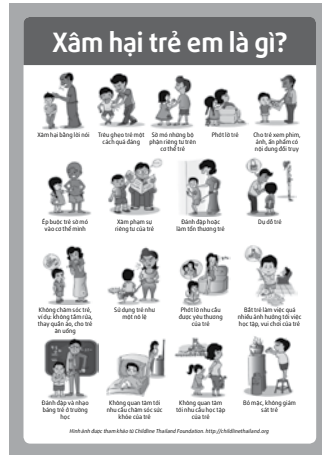 Xâm hại trẻ em là gì?
Xâm hại bằng lời nói
Trêu ghẹo trẻ một
cách quá đáng
Sờ mó những bộ
phận riêng tư trên
cơ thể trẻ
Phớt lờ trẻ
Cho trẻ xem phim,
ảnh, ấn phẩm có
nội dung đồi trụy
Ép buộc trẻ sờ mó
vào cơ thể mình
Xâm phạm sự
riêng tư của trẻ
Đánh đập hoặc
làm tổn thương trẻ
Dụ dỗ trẻ
Không chăm sóc trẻ,
ví dụ: không tắm rửa,
thay quần áo, cho trẻ
ăn uống
Sử dụng trẻ như
một nô lệ
Phớt lờ nhu cầu
được yêu thương
của trẻ
Bắt trẻ làm việc quá
nhiều ảnh hưởng tới việc
học tập, vui chơi của trẻ
Đánh đập và nhạo
báng trẻ ở trường
học
Không quan tâm tới
nhu cầu chăm sóc sức
khỏe của trẻ
Không quan tâm
tới nhu cầu học tập
của trẻ
Bỏ mặc, không giám
sát trẻ
Hình ảnh được tham khảo từ Childline Thailand Foundation. http://childlinethailand.org